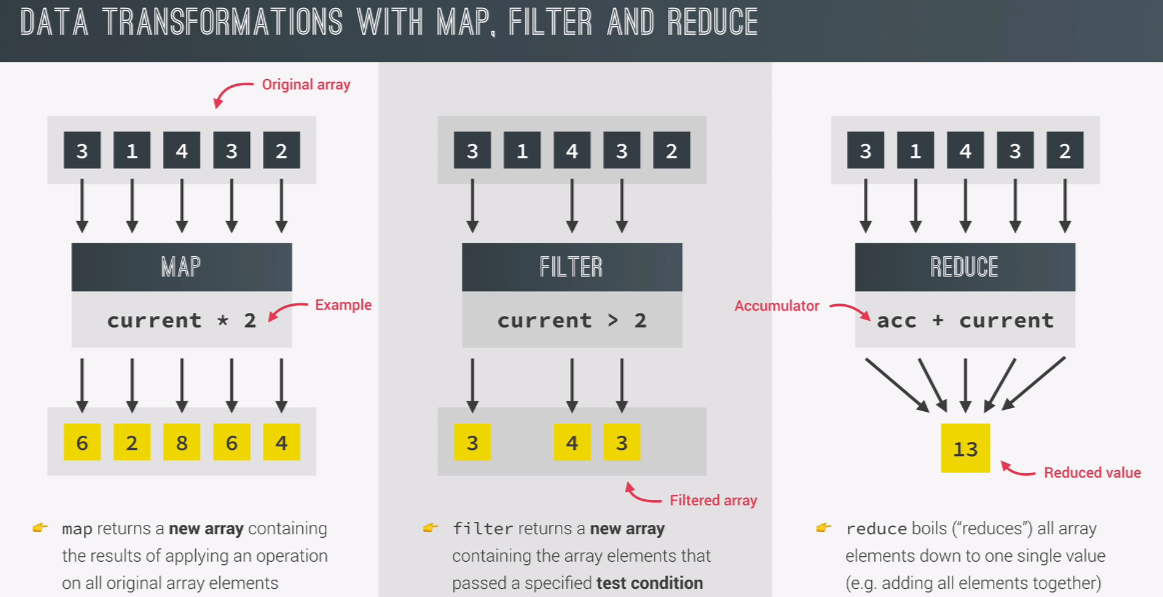 DATA TRANSFORMATIONS WITH MAP, FILTER AND REDUCE
Original array
3 1 4 3 2
MAP
Example
current * 2
6 2 8 6 4
map returns a new array containing
the results of applying an operation
on all original array elements
3 1 4 3 2
FILTER
current > 2
3 4 3
Filtered array
filter returns a new array
containing the array elements that
passed a specified test condition
3 1 4 3 2
REDUCE
Accumulator
acc + current
13
Reduced value
reduce boils (“reduces”) all array
elements down to one single value
(e.g. adding all elements together)